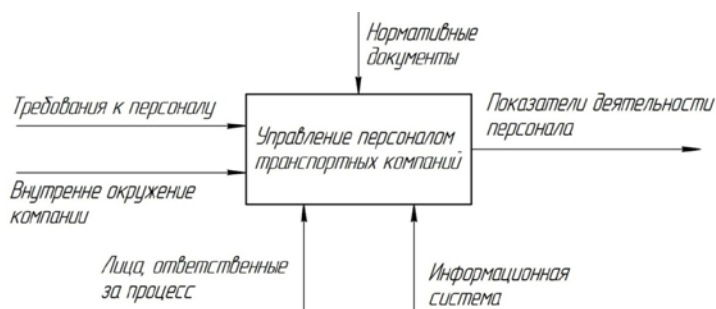 Нормативные
документы
Требования к персоналу
Показатели деятельности
персонала
Управление персоналом
транспортных компаний
Внутренне окружение
компании
Лица, ответственные
за процесс
Информационная
система